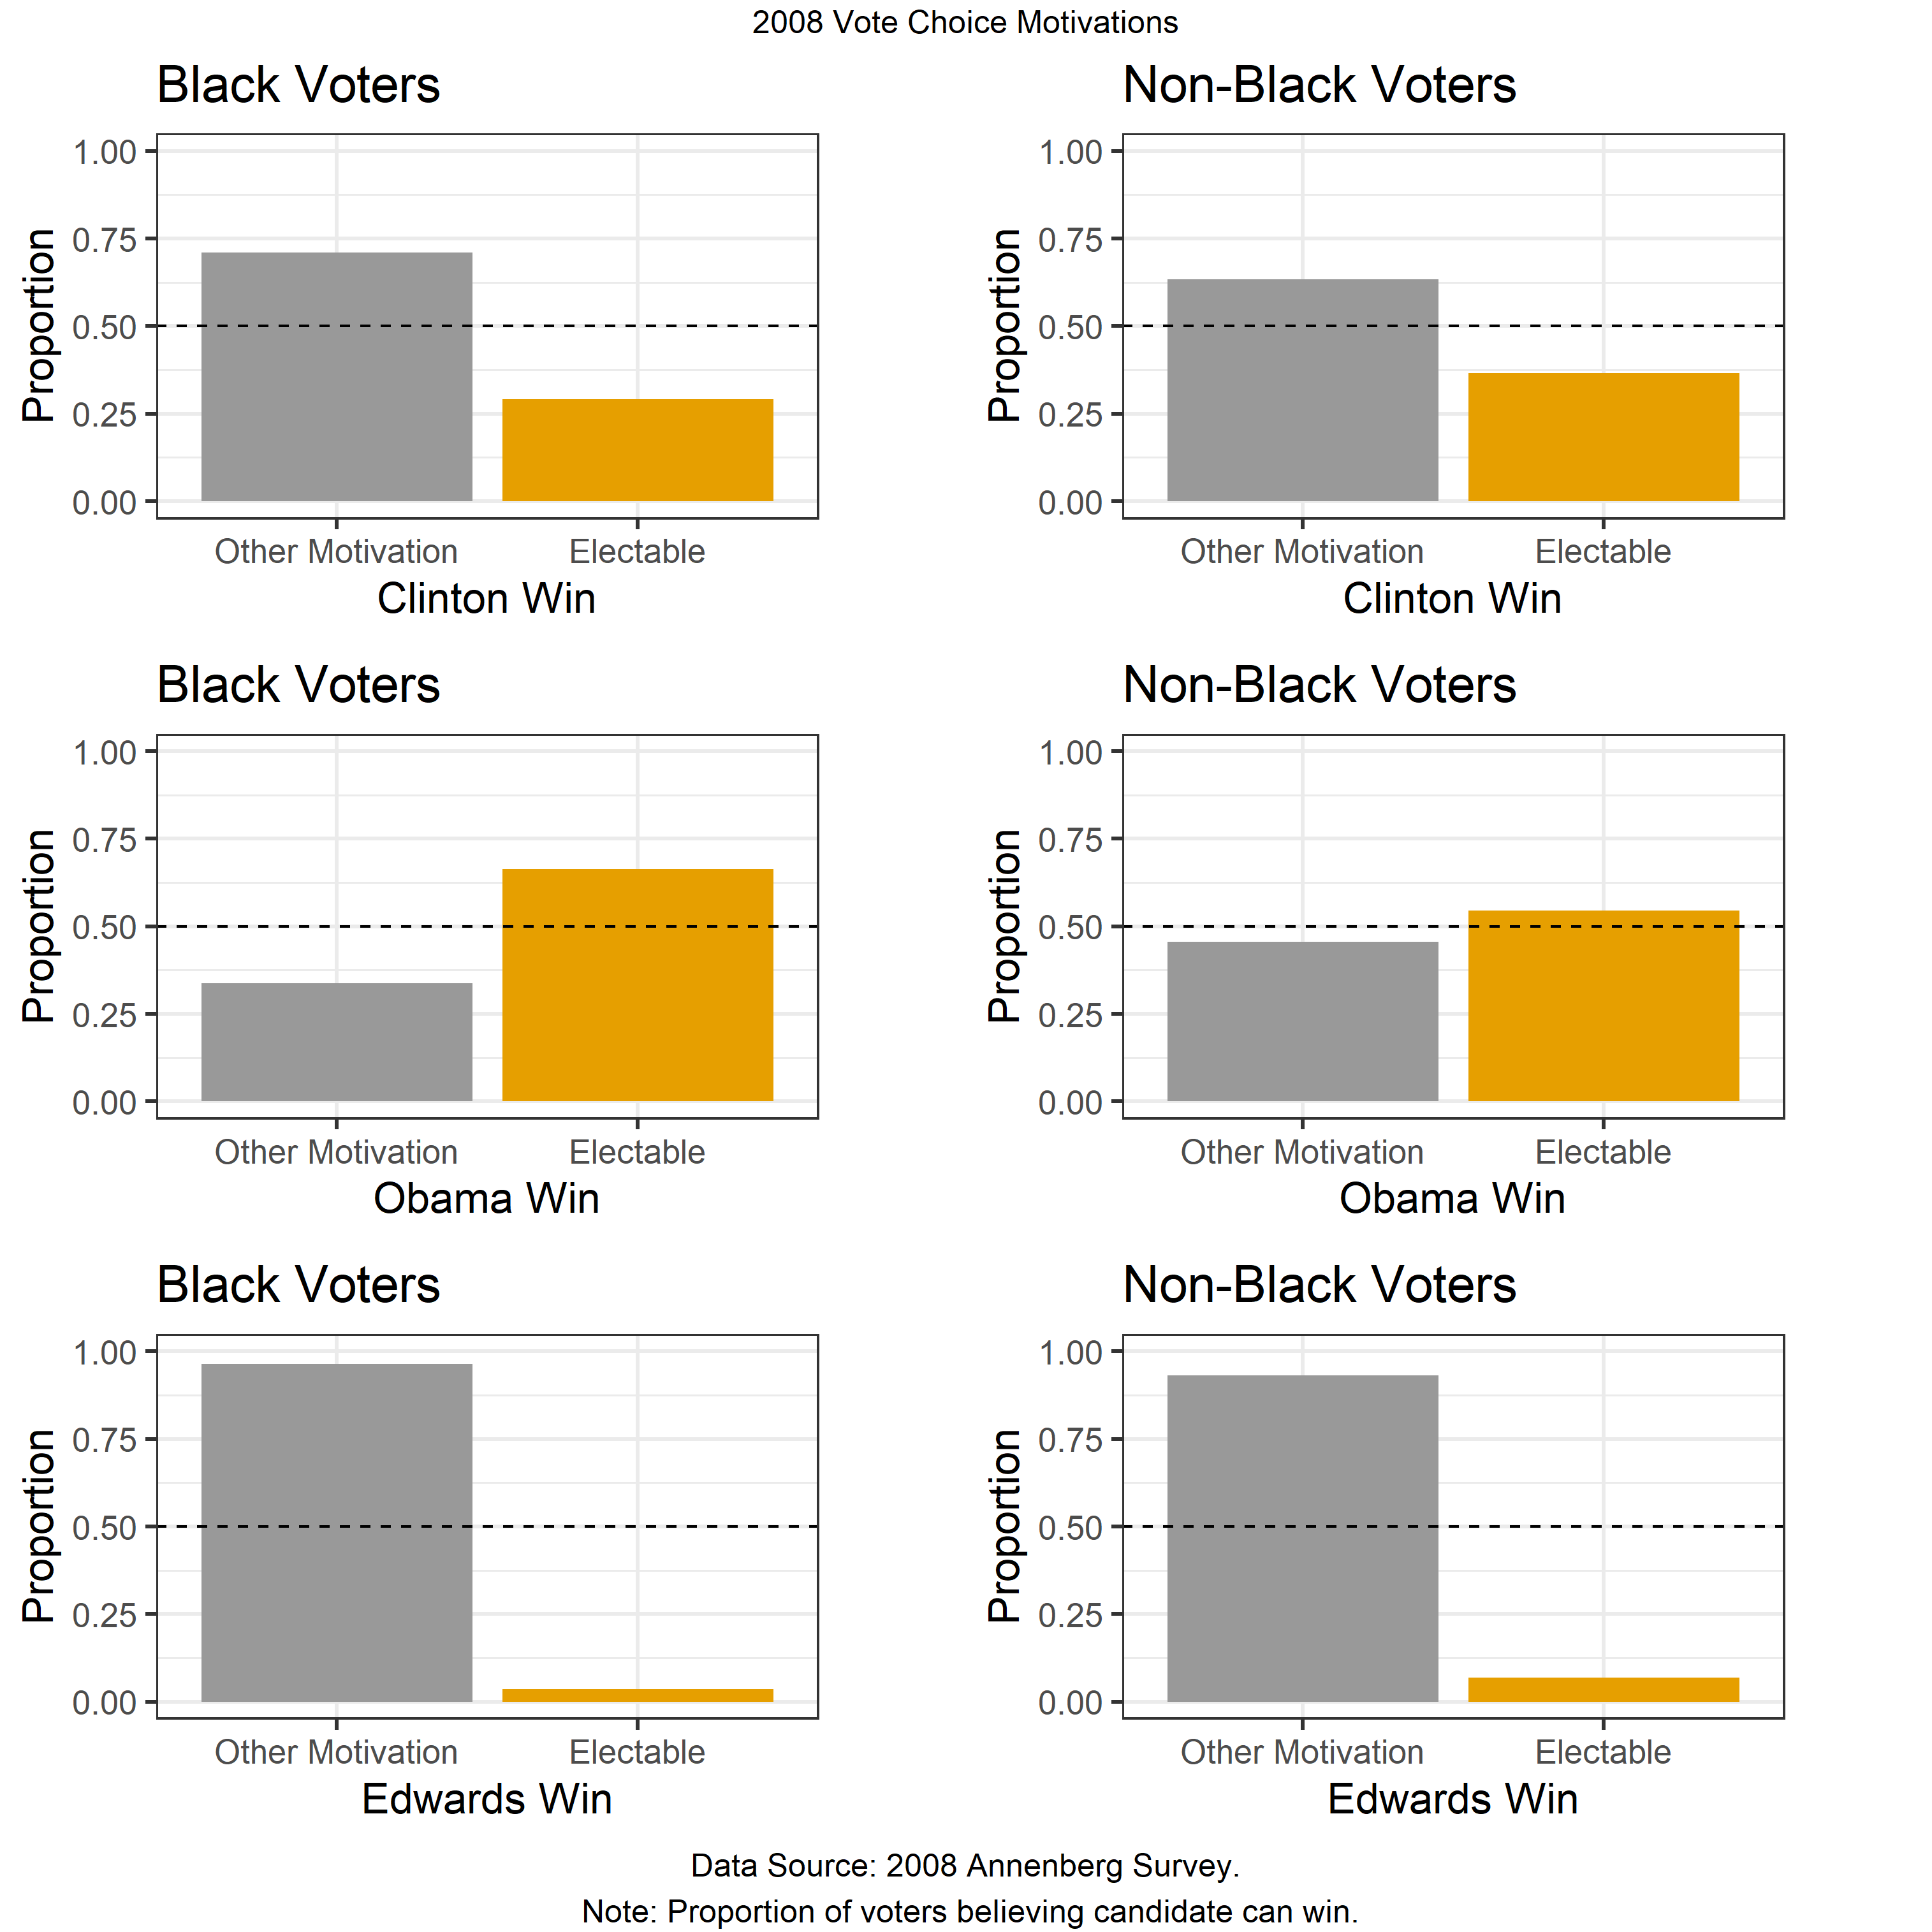 2008 Vote Choice Motivations
Black Voters
Non-Black Voters
Proportion
1.00
0.75
0.50
0.25
0.00
Other Motivation Electable
Clinton Win
Proportion
1.00
0.75
0.50
0.25
0.00
Other Motivation Electable
Clinton Win
Black Voters
Non-Black Voters
Proportion
1.00
0.75
0.50
0.25
0.00
Other Motivation Electable
Obama Win
Proportion
1.00
0.75
0.50
0.25
0.00
Other Motivation Electable
Obama Win
Black Voters
Non-Black Voters
Proportion
1.00
0.75
0.50
0.25
0.00
Other Motivation Electable
Edwards Win
Proportion
1.00
0.75
0.50
0.25
0.00
Other Motivation Electable
Edwards Win
Data Source: 2008 Annenberg Survey.
Note: Proportion of voters believing candidate can win.